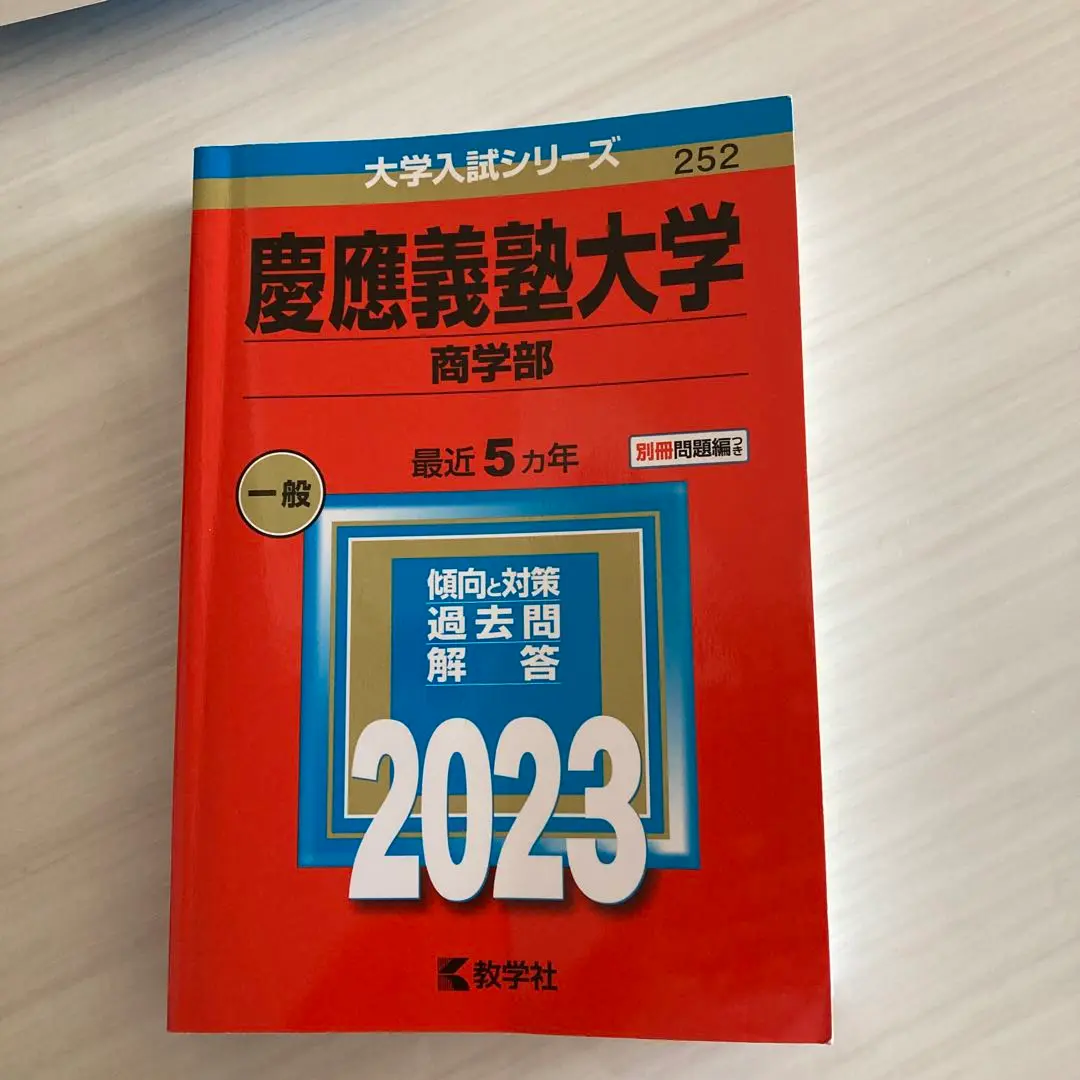 大学入試シリーズ 252
慶應義塾大学
商学部
最近5ヵ年
別冊問題編つき
一般
傾向と対策
過去問
解答
2023
教学社